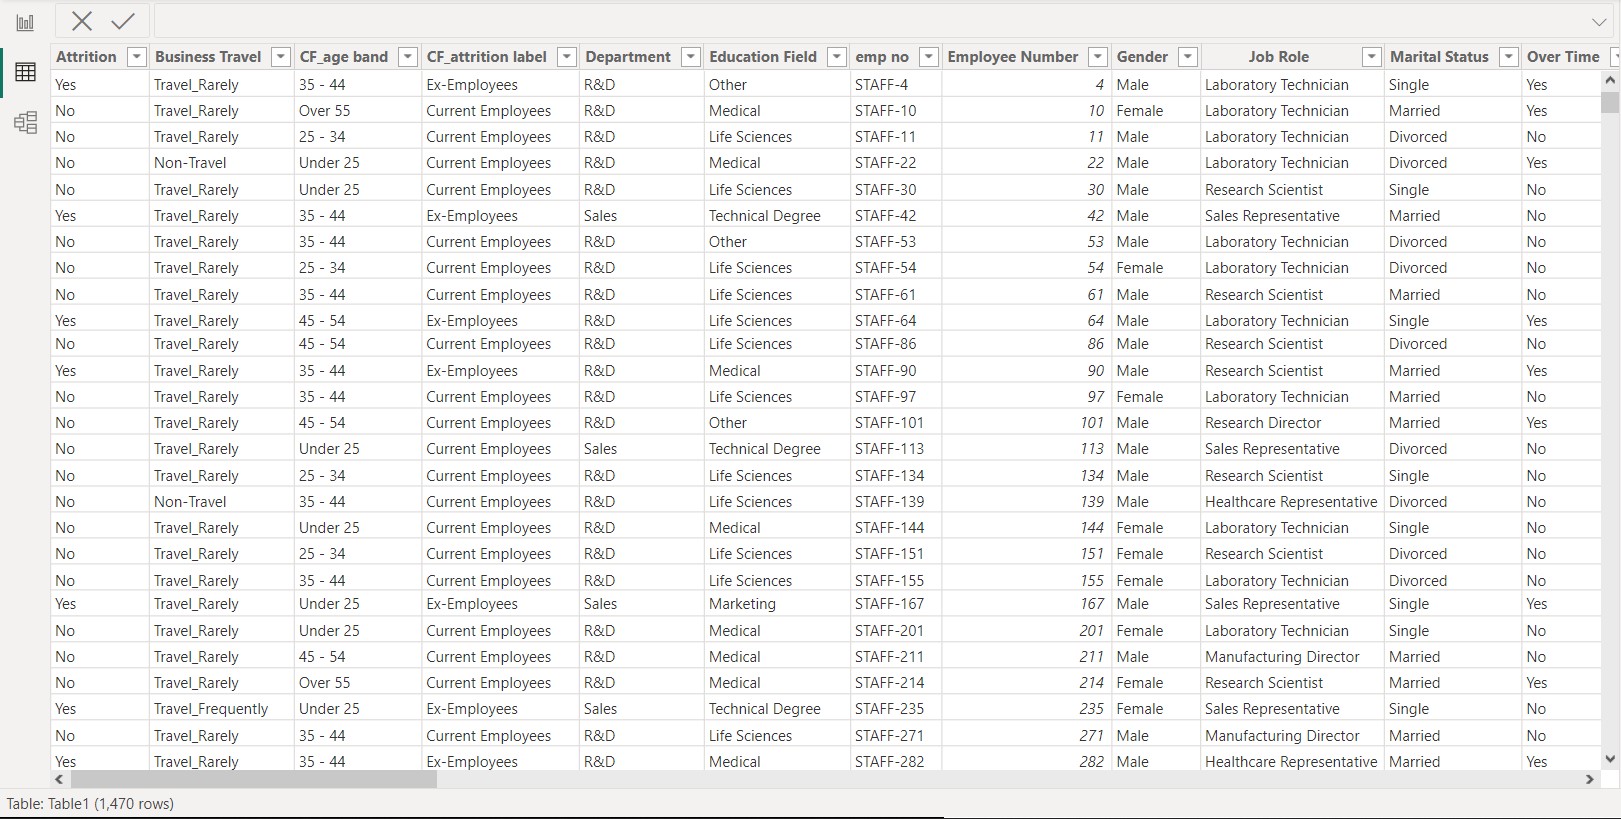 Attrition Business Travel CF_age band CF_attrition label Department Education Field emp no Employee Number Gender Job Role Marital Status Over Time
Yes Travel_Rarely 35 - 44 Ex-Employees R&D Other STAFF-4 4 Male Laboratory Technician Single Yes
No Travel_Rarely Over 55 Current Employees R&D Medical STAFF-10 10 Female Laboratory Technician Married Yes
No Travel_Rarely 25 - 34 Current Employees R&D Life Sciences STAFF-11 11 Male Laboratory Technician Divorced No
No Non-Travel Under 25 Current Employees R&D Medical STAFF-22 22 Male Laboratory Technician Divorced Yes
No Travel_Rarely Under 25 Current Employees R&D Life Sciences STAFF-30 30 Male Research Scientist Single No
Yes Travel_Rarely 35 - 44 Ex-Employees Sales Technical Degree STAFF-42 42 Male Sales Representative Married No
No Travel_Rarely 35 - 44 Current Employees R&D Other STAFF-53 53 Male Laboratory Technician Divorced No
No Travel_Rarely 25 - 34 Current Employees R&D Life Sciences STAFF-54 54 Female Laboratory Technician Divorced No
No Travel_Rarely 35 - 44 Current Employees R&D Life Sciences STAFF-61 61 Male Research Scientist Married No
Yes Travel_Rarely 45 - 54 Ex-Employees R&D Life Sciences STAFF-64 64 Male Laboratory Technician Single Yes
No Travel_Rarely 45 - 54 Current Employees R&D Life Sciences STAFF-86 86 Male Research Scientist Divorced No
Yes Travel_Rarely 35 - 44 Ex-Employees R&D Medical STAFF-90 90 Male Research Scientist Married Yes
No Travel_Rarely 35 - 44 Current Employees R&D Life Sciences STAFF-97 97 Female Laboratory Technician Married No
No Travel_Rarely 45 - 54 Current Employees R&D Other STAFF-101 101 Male Research Director Married Yes
No Travel_Rarely Under 25 Current Employees Sales Technical Degree STAFF-113 113 Male Sales Representative Divorced No
No Travel_Rarely 25 - 34 Current Employees R&D Life Sciences STAFF-134 134 Male Research Scientist Single No
No Non-Travel 35 - 44 Current Employees R&D Life Sciences STAFF-139 139 Male Healthcare Representative Divorced No
No Travel_Rarely Under 25 Current Employees R&D Medical STAFF-144 144 Female Laboratory Technician Single No
No Travel_Rarely 25 - 34 Current Employees R&D Life Sciences STAFF-151 151 Female Research Scientist Divorced No
No Travel_Rarely 35 - 44 Current Employees R&D Life Sciences STAFF-155 155 Female Laboratory Technician Divorced No
Yes Travel_Rarely Under 25 Ex-Employees Sales Marketing STAFF-167 167 Male Sales Representative Single Yes
No Travel_Rarely Under 25 Current Employees R&D Medical STAFF-201 201 Female Laboratory Technician Single No
No Travel_Rarely 45 - 54 Current Employees R&D Medical STAFF-211 211 Male Manufacturing Director Married No
No Travel_Rarely Over 55 Current Employees R&D Medical STAFF-214 214 Female Research Scientist Married Yes
Yes Travel_Frequently Under 25 Ex-Employees Sales Technical Degree STAFF-235 235 Female Sales Representative Single No
No Travel_Rarely 35 - 44 Current Employees R&D Life Sciences STAFF-271 271 Male Manufacturing Director Married No
Yes Travel_Rarely 35 - 44 Ex-Employees R&D Medical STAFF-282 282 Male Healthcare Representative Married Yes
Table: Table1 (1,470 rows)